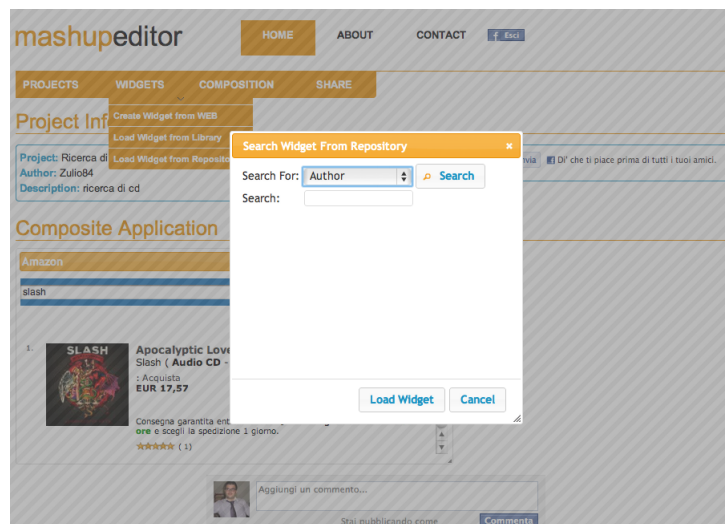 mashupeditor
HOME ABOUT CONTACT f Esci
PROJECTS WIDGETS COMPOSITION SHARE
Create Widget from WEB
Project Inf
Load Widget from Library
Load Widget from Reposito
Search Widget From Repository ×
Project: Ricerca di
Author: Zulio84
Description: ricerca di cd
via Di' che ti piace prima di tutti i tuoi amici.
Search For: Author Search
Search:
Composite Application
Amazon
slash
1. SLASH Apocalyptic Love
Slash ( Audio CD -
: Acquista
EUR 17,57
Consegna garantita ent
ore e scegli la spedizione 1 giorno.
( 1)
Load Widget Cancel
Aggiungi un commento...
Stai pubblicando come Commenta